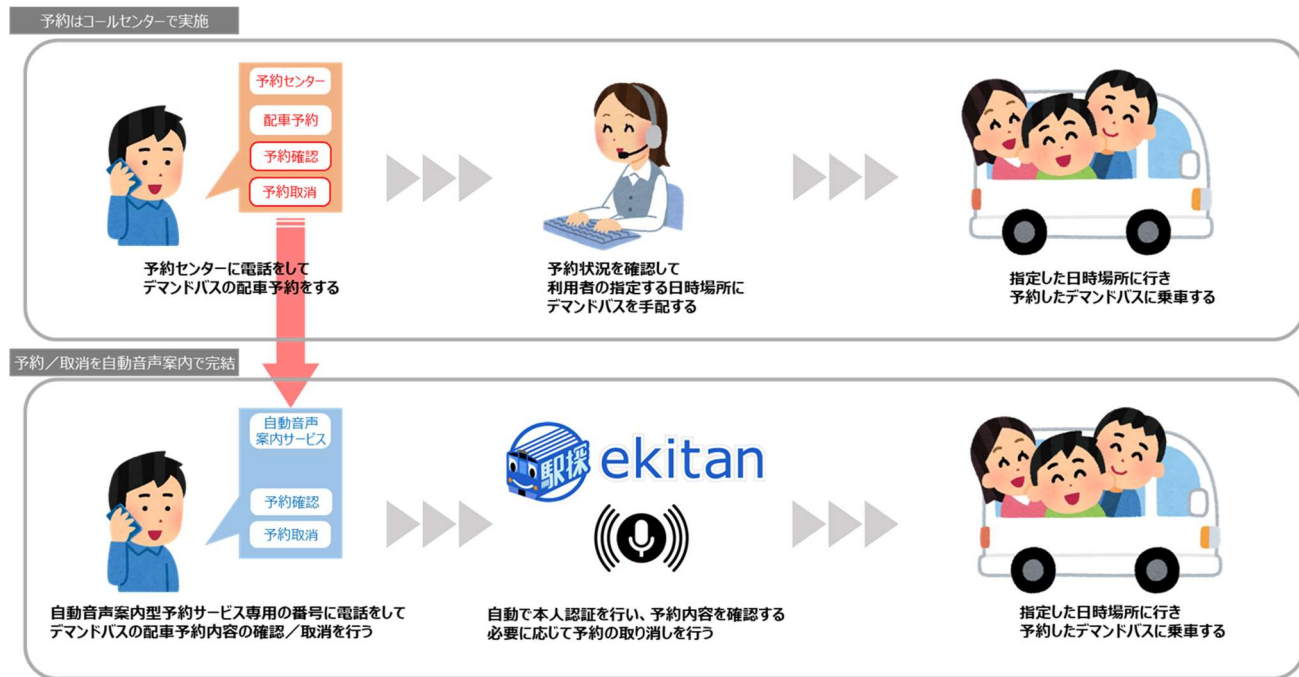 予約はコールセンターで実施
予約センター
配車予約
予約確認
予約取消
予約センターに電話をして
デマンドバスの配車予約をする
予約状況を確認して
利用者の指定する日時場所に
デマンドバスを手配する
指定した日時場所に行き
予約したデマンドバスに乗車する
予約／取消を自動音声案内で完結
自動音声
案内サービス
予約確認
予約取消
自動音声案内型予約サービス専用の番号に電話をして
デマンドバスの配車予約内容の確認／取消を行う
駅探 ekitan
自動で本人認証を行い、予約内容を確認する
必要に応じて予約の取り消しを行う
指定した日時場所に行き
予約したデマンドバスに乗車する